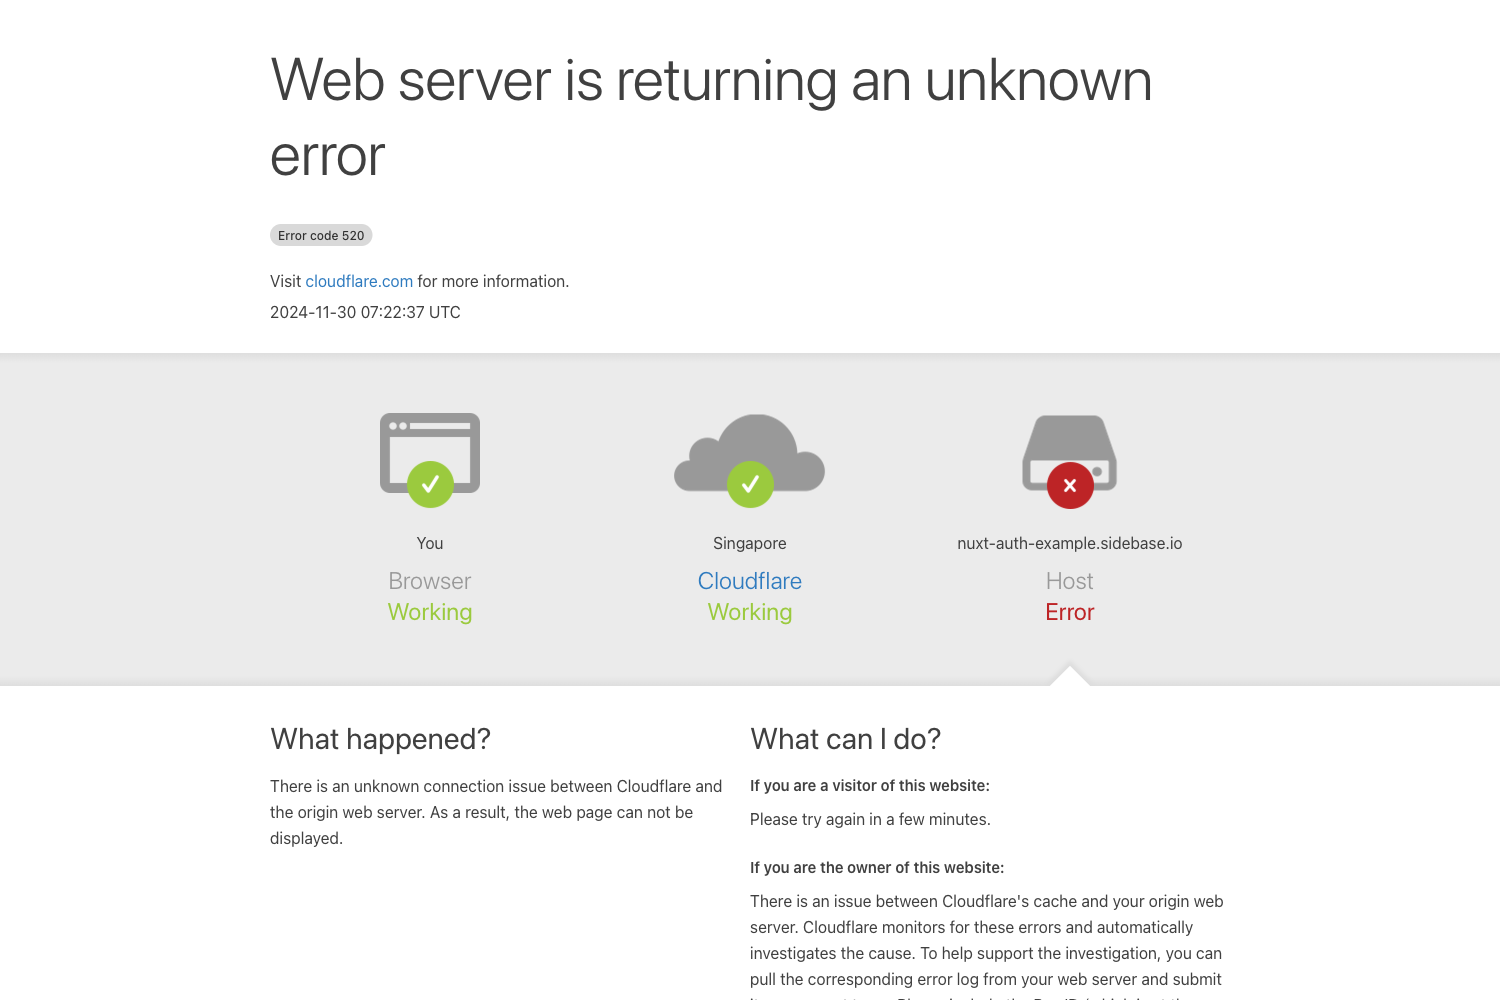 Web server is returning an unknown
error
Error code 520
Visit cloudflare.com for more information.
2024-11-30 07:22:37 UTC
You
Browser
Working
Singapore
Cloudflare
Working
nuxt-auth-example.sidebase.io
Host
Error
What happened?
There is an unknown connection issue between Cloudflare and
the origin web server. As a result, the web page can not be
displayed.
What can I do?
If you are a visitor of this website:
Please try again in a few minutes.
If you are the owner of this website:
There is an issue between Cloudflare's cache and your origin web
server. Cloudflare monitors for these errors and automatically
investigates the cause. To help support the investigation, you can
pull the corresponding error log from your web server and submit